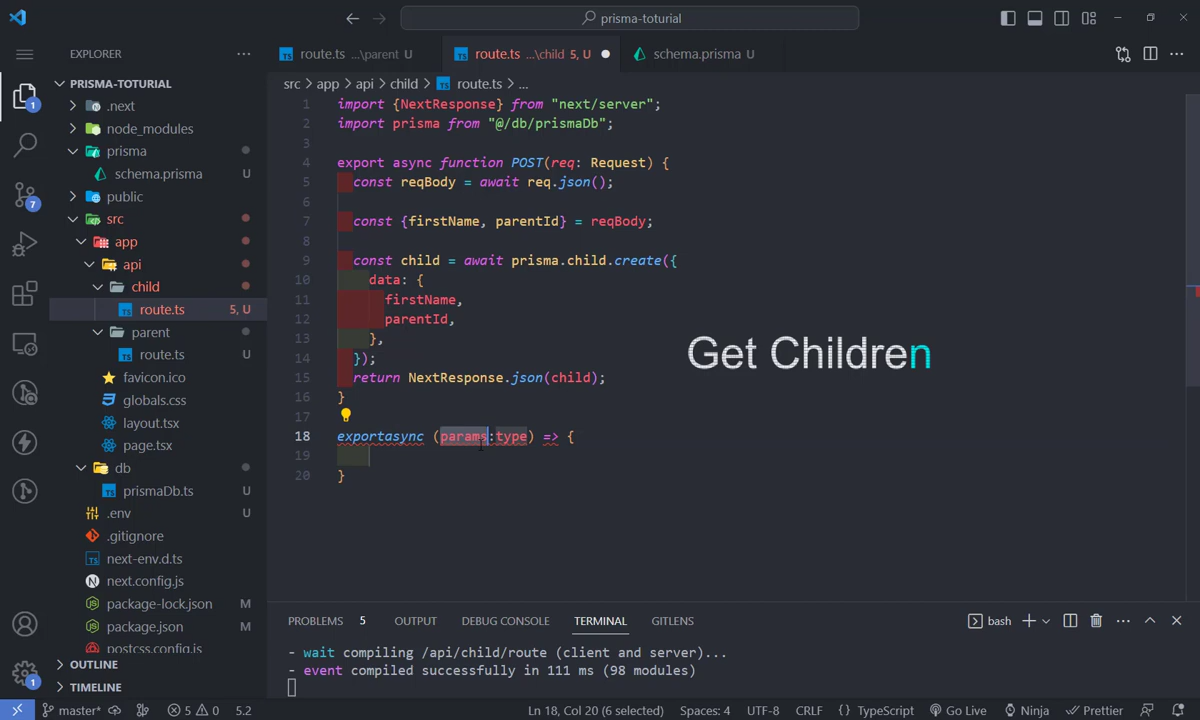 prisma-toturial
EXPLORER
route.ts ...\parent U
route.ts ...\child 5, U
schema.prisma U
PRISMA-TOTURIAL
src > app > api > child > route.ts > ...
.next
node_modules
prisma
schema.prisma U
public
src
app
api
child
route.ts 5, U
parent
route.ts U
favicon.ico
globals.css
layout.tsx
page.tsx
db
prismaDb.ts U
.env U
.gitignore
next-env.d.ts
next.config.js
package-lock.json M
package.json M
postcss.config.js
OUTLINE
TIMELINE
1 import {NextResponse} from "next/server";
2 import prisma from "@/db/prismaDb";
3
4 export async function POST(req: Request) {
5 const reqBody = await req.json();
6
7 const {firstName, parentId} = reqBody;
8
9 const child = await prisma.child.create({
10 data: {
11 firstName,
12 parentId,
13 },
14 });
15 return NextResponse.json(child);
16 }
17
18 exportasync (params:type) => {
19
20 }
Get Children
PROBLEMS 5 OUTPUT DEBUG CONSOLE TERMINAL GITLENS
bash
- wait compiling /api/child/route (client and server)...
- event compiled successfully in 111 ms (98 modules)
1
7
1
master* 5 0 5.2 Ln 18, Col 20 (6 selected) Spaces: 4 UTF-8 CRLF {} TypeScript Go Live Ninja Prettier